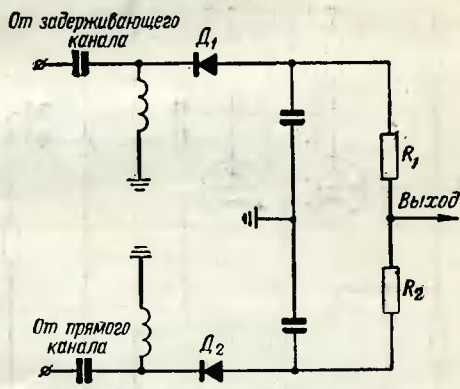 От задерживающего
канала
Д₁
R₁
Выход
R₂
От прямого
канала
Д₂